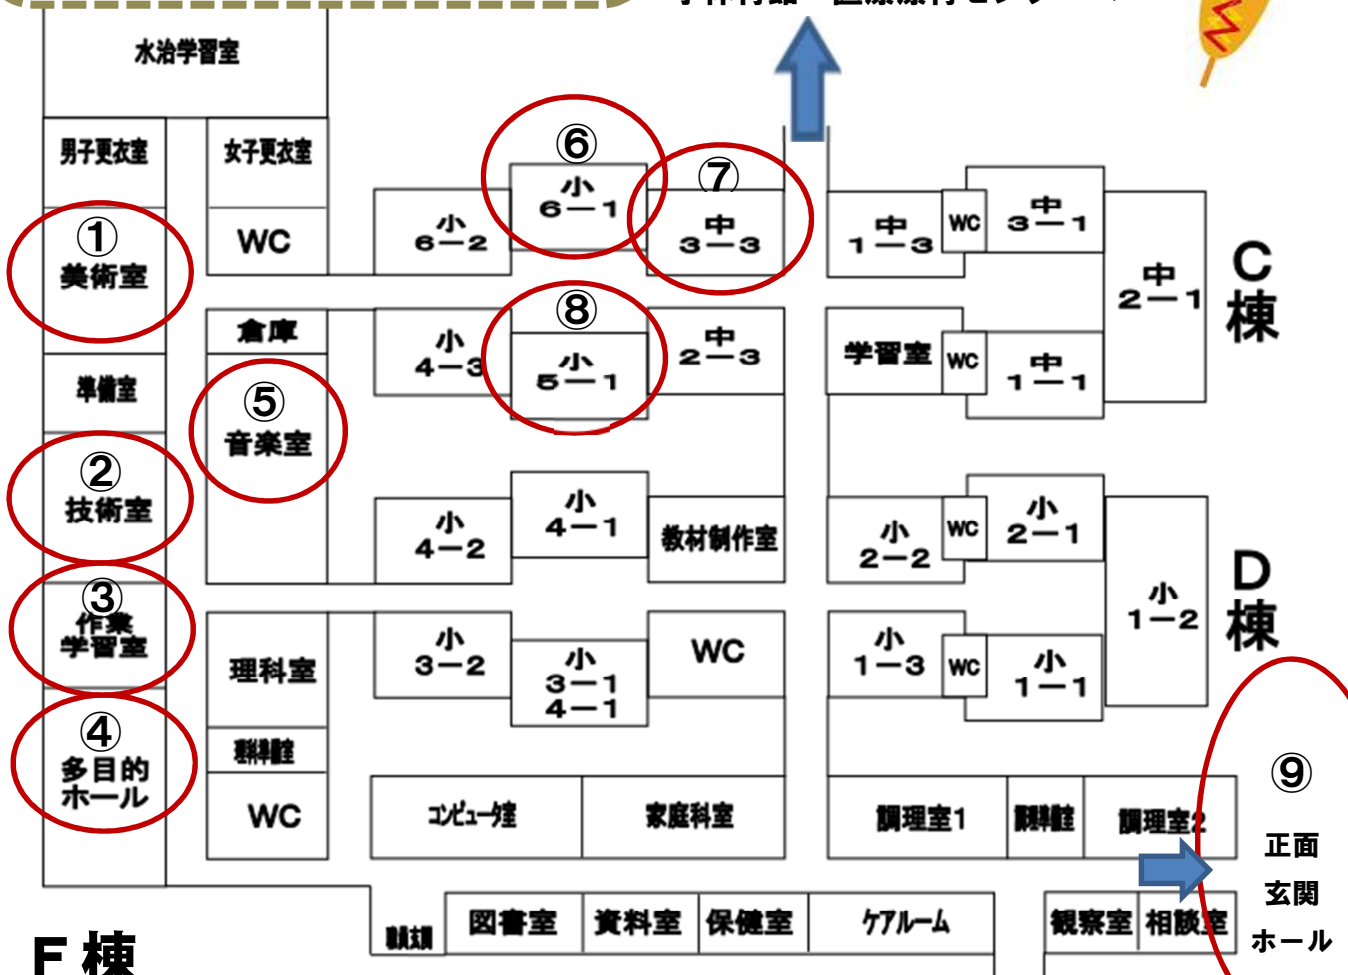 水治学習室
男子更衣室
女子更衣室
WC
①
美術室
準備室
②
技術室
③
作業
学習室
④
多目的
ホール
倉庫
⑤
音楽室
理科室
WC
小
6－2
⑥
小
6－1
⑦
中
3－3
中
1－3
WC
中
3－1
中
2－1
C
棟
小
4－3
⑧
小
5－1
中
2－3
学習室
WC
中
1－1
小
4－2
小
4－1
教材制作室
小
2－2
WC
小
2－1
小
1－2
D
棟
小
3－2
小
3－1
4－1
WC
小
1－3
WC
小
1－1
コンピュータ室
家庭科室
調理室1
調理室2
⑨
正面
玄関
ホール
図書室
資料室
保健室
ケアルーム
観察室
相談室
F棟